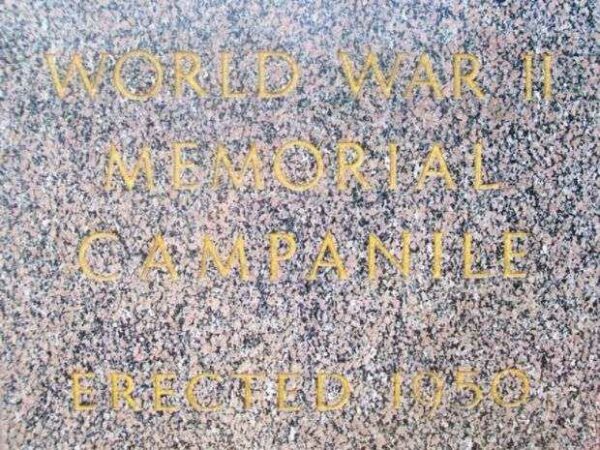 WORLD WAR II
MEMORIAL
CAMPANILE
ERECTED 1950